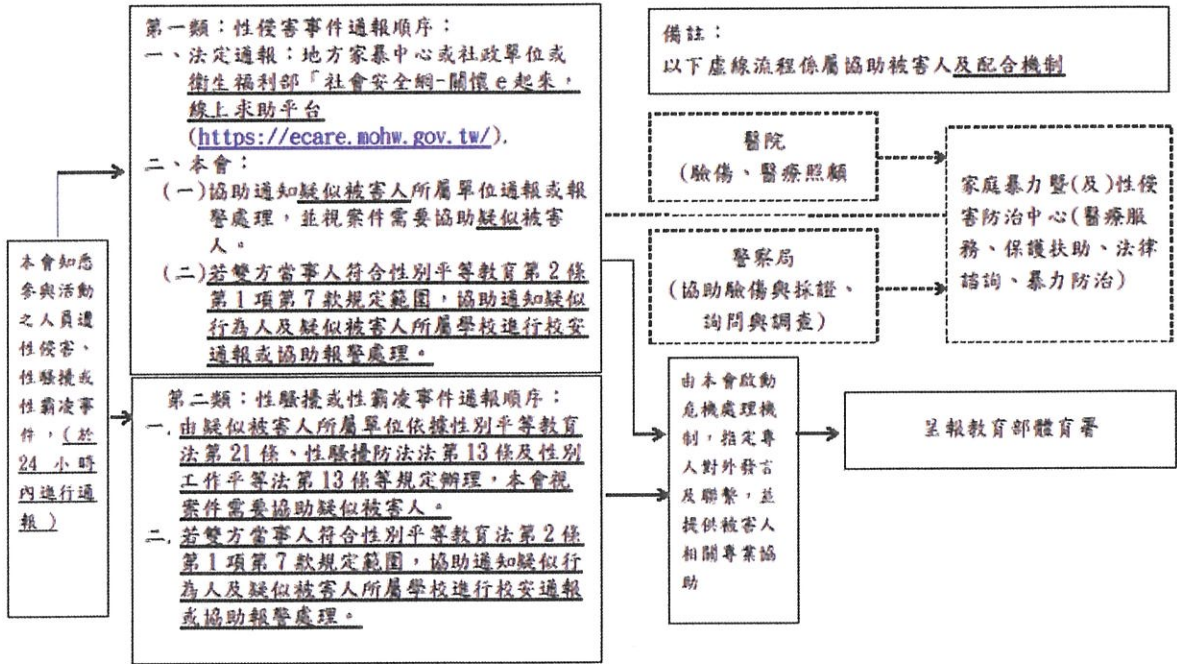 本會知悉
參與活動
之人員遭
性侵害、
性騷擾或
性霸凌事
件，(於
24 小時
內進行通
報)
第一類：性侵害事件通報順序：
一、法定通報：地方家暴中心或社政單位或
衛生福利部「社會安全網-關懷 e 起來，
線上求助平台
(https://ecare.mohw.gov.tw/).
二、本會：
(一)協助通知疑似被害人所屬單位通報或報
警處理，並視案件需要協助疑似被害
人。
(二)若雙方當事人符合性別平等教育第 2 條
第 1 項第 7 款規定範圍，協助通知疑似
行為人及疑似被害人所屬學校進行校安
通報或協助報警處理。
第二類：性騷擾或性霸凌事件通報順序：
一、由疑似被害人所屬單位依據性別平等教育
法第 21 條、性騷擾防法法第 13 條及性別
工作平等法第 13 條等規定辦理，本會視
案件需要協助疑似被害人。
二、若雙方當事人符合性別平等教育法第 2 條
第 1 項第 7 款規定範圍，協助通知疑似行
為人及疑似被害人所屬學校進行校安通報
或協助報警處理。
備註：
以下虛線流程係屬協助被害人及配合機制
醫院
(驗傷、醫療照顧
警察局
(協助驗傷與採證、
詢問與調查)
家庭暴力暨(及)性侵
害防治中心(醫療服
務、保護扶助、法律
諮詢、暴力防治)
由本會啟動
危機處理機
制，指定專
人對外發言
及聯繫，並
提供被害人
相關專業協
助
呈報教育部體育署